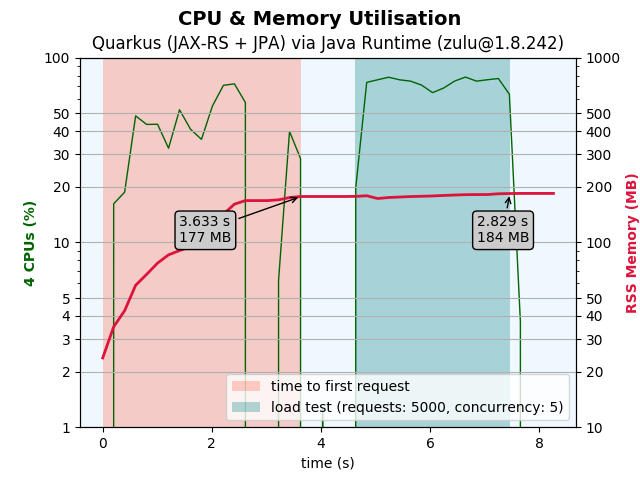 CPU & Memory Utilisation
Quarkus (JAX-RS + JPA) via Java Runtime (zulu@1.8.242)
100
50
40
30
20
10
5
4
3
2
1
4 CPUs (%)
1000
500
400
300
200
100
50
40
30
20
10
RSS Memory (MB)
3.633 s
177 MB
2.829 s
184 MB
time to first request
load test (requests: 5000, concurrency: 5)
0 2 4 6 8
time (s)